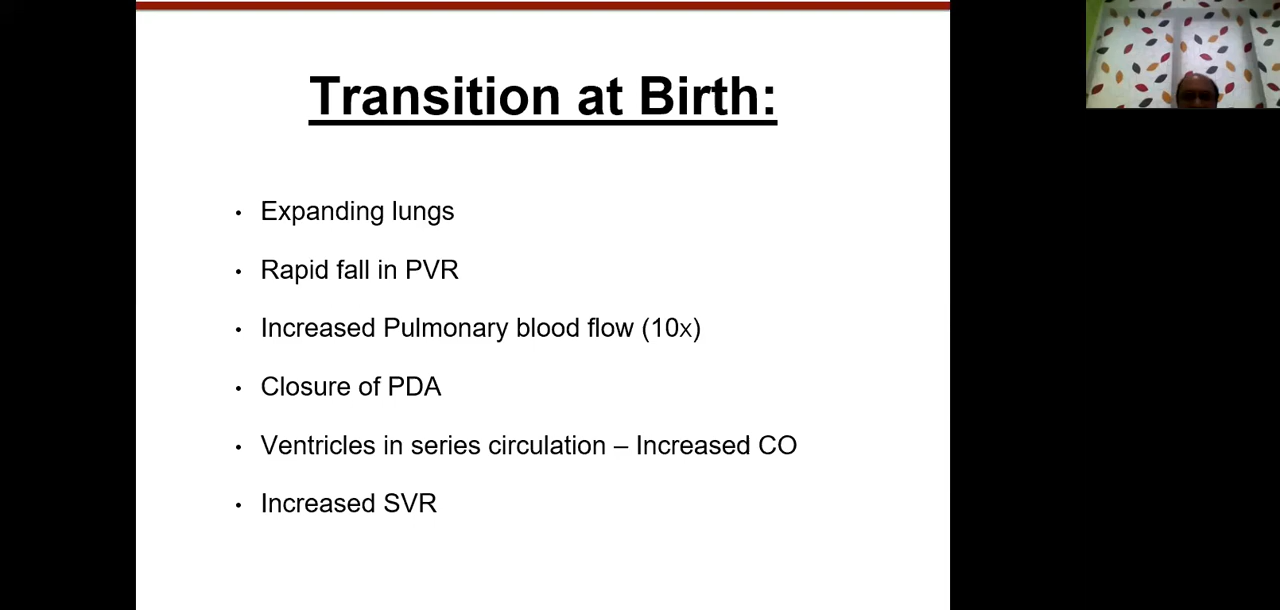 Transition at Birth:
• Expanding lungs
• Rapid fall in PVR
• Increased Pulmonary blood flow (10x)
• Closure of PDA
• Ventricles in series circulation – Increased CO
• Increased SVR